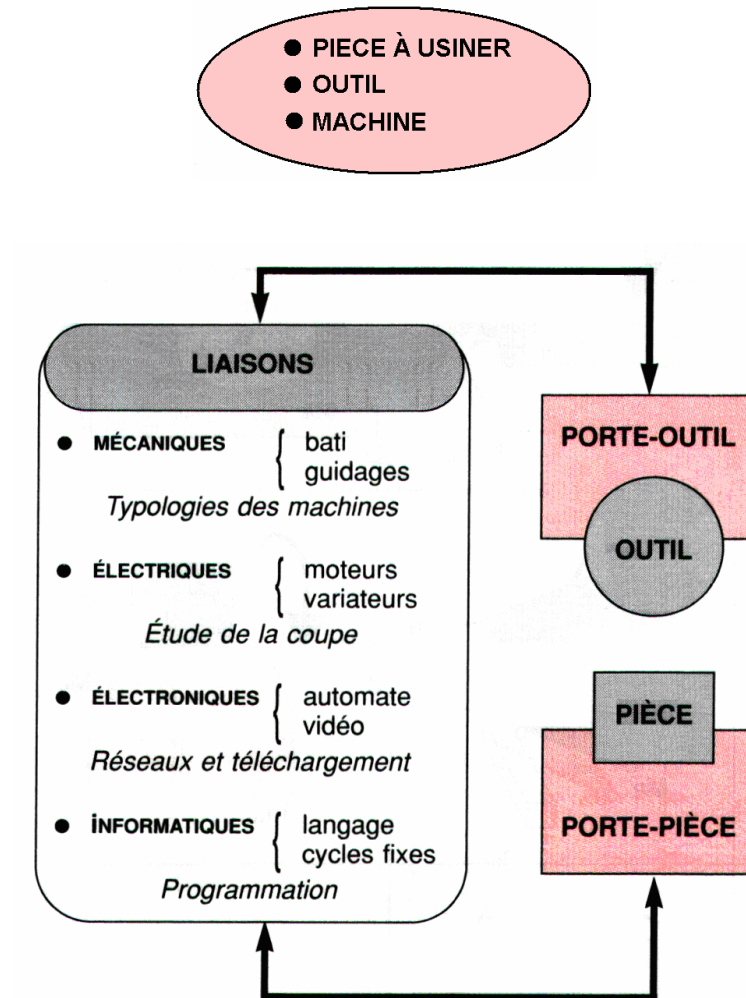 ● PIECE À USINER
● OUTIL
● MACHINE
LIAISONS
● MÉCANIQUES { bati
guidages
Typologies des machines
● ÉLECTRIQUES { moteurs
variateurs
Étude de la coupe
● ÉLECTRONIQUES { automate
vidéo
Réseaux et téléchargement
● INFORMATIQUES { langage
cycles fixes
Programmation
PORTE-OUTIL
OUTIL
PIÈCE
PORTE-PIÈCE